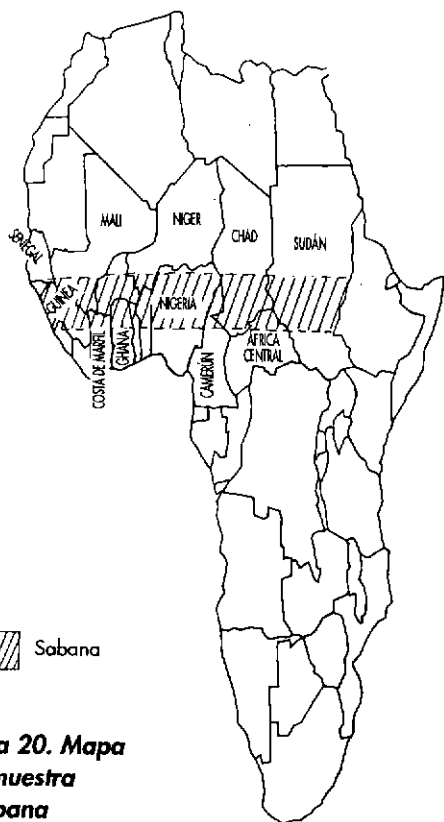 MALI
NIGER
CHAD
SUDÁN
SENEGAL
GUINEA
NIGERIA
COSTA DE MARFIL
GHANA
CAMERÚN
ÁFRICA
CENTRAL
Sabana
a 20. Mapa
muestra
bana